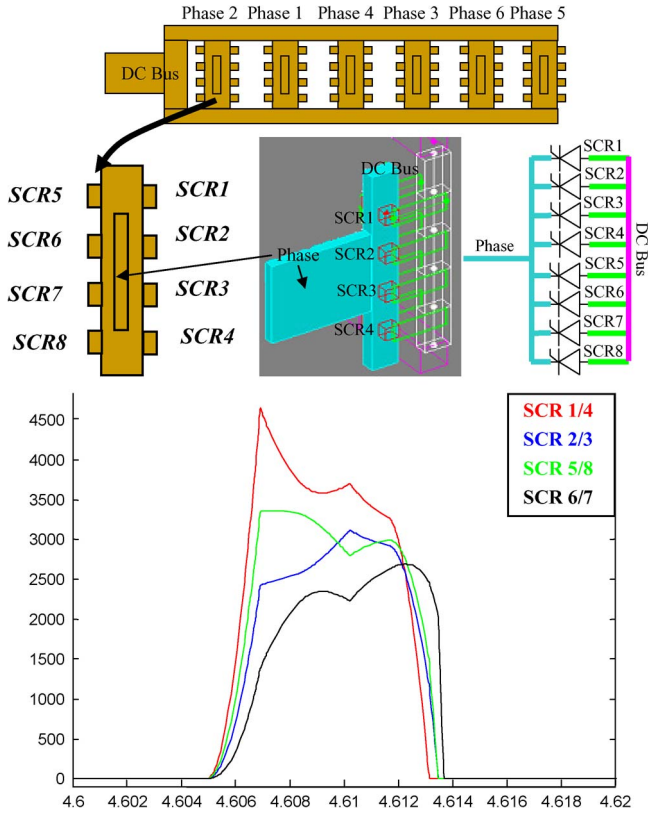 Phase 2 Phase 1 Phase 4 Phase 3 Phase 6 Phase 5
DC Bus
SCR5 SCR1
SCR6 SCR2
SCR7 SCR3
SCR8 SCR4
Phase
DC Bus
SCR1
SCR2
SCR3
SCR4
Phase
SCR1
SCR2
SCR3
SCR4
SCR5
SCR6
SCR7
SCR8
DC Bus
SCR 1/4
SCR 2/3
SCR 5/8
SCR 6/7
4500
4000
3500
3000
2500
2000
1500
1000
500
0
4.6 4.602 4.604 4.606 4.608 4.61 4.612 4.614 4.616 4.618 4.62